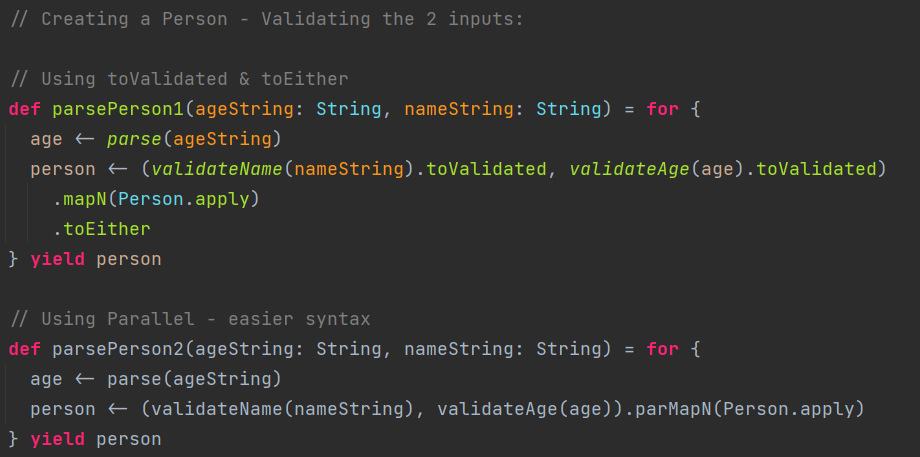 // Creating a Person - Validating the 2 inputs:
// Using toValidated & toEither
def parsePerson1(ageString: String, nameString: String) = for {
  age <- parse(ageString)
  person <- (validateName(nameString).toValidated, validateAge(age).toValidated)
    .mapN(Person.apply)
    .toEither
} yield person
// Using Parallel - easier syntax
def parsePerson2(ageString: String, nameString: String) = for {
  age <- parse(ageString)
  person <- (validateName(nameString), validateAge(age)).parMapN(Person.apply)
} yield person